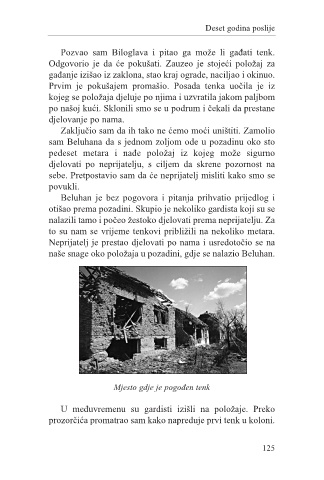 Deset godina poslije
Pozvao sam Biloglava i pitao ga može li gađati tenk.
Odgovorio je da će pokušati. Zauzeo je stojeći položaj za
gađanje izišao iz zaklona, stao kraj ograde, naciljao i okinuo.
Prvim je pokušajem promašio. Posada tenka uočila je iz
kojeg se položaja djeluje po njima i uzvratila jakom paljbom
po našoj kući. Sklonili smo se u podrum i čekali da prestane
djelovanje po nama.
Zaključio sam da ih tako ne ćemo moći uništiti. Zamolio
sam Beluhana da s jednom zoljom ode u pozadinu oko sto
pedeset metara i nađe položaj iz kojeg može sigurno
djelovati po neprijatelju, s ciljem da skrene pozornost na
sebe. Pretpostavio sam da će neprijatelj misliti kako smo se
povukli.
Beluhan je bez pogovora i pitanja prihvatio prijedlog i
otišao prema pozadini. Skupio je nekoliko gardista koji su se
nalazili tamo i počeo žestoko djelovati prema neprijatelju. Za
to su nam se vrijeme tenkovi približili na nekoliko metara.
Neprijatelj je prestao djelovati po nama i usredotočio se na
naše snage oko položaja u pozadini, gdje se nalazio Beluhan.
Mjesto gdje je pogođen tenk
U međuvremenu su gardisti izišli na položaje. Preko
prozorčića promatrao sam kako napreduje prvi tenk u koloni.
125